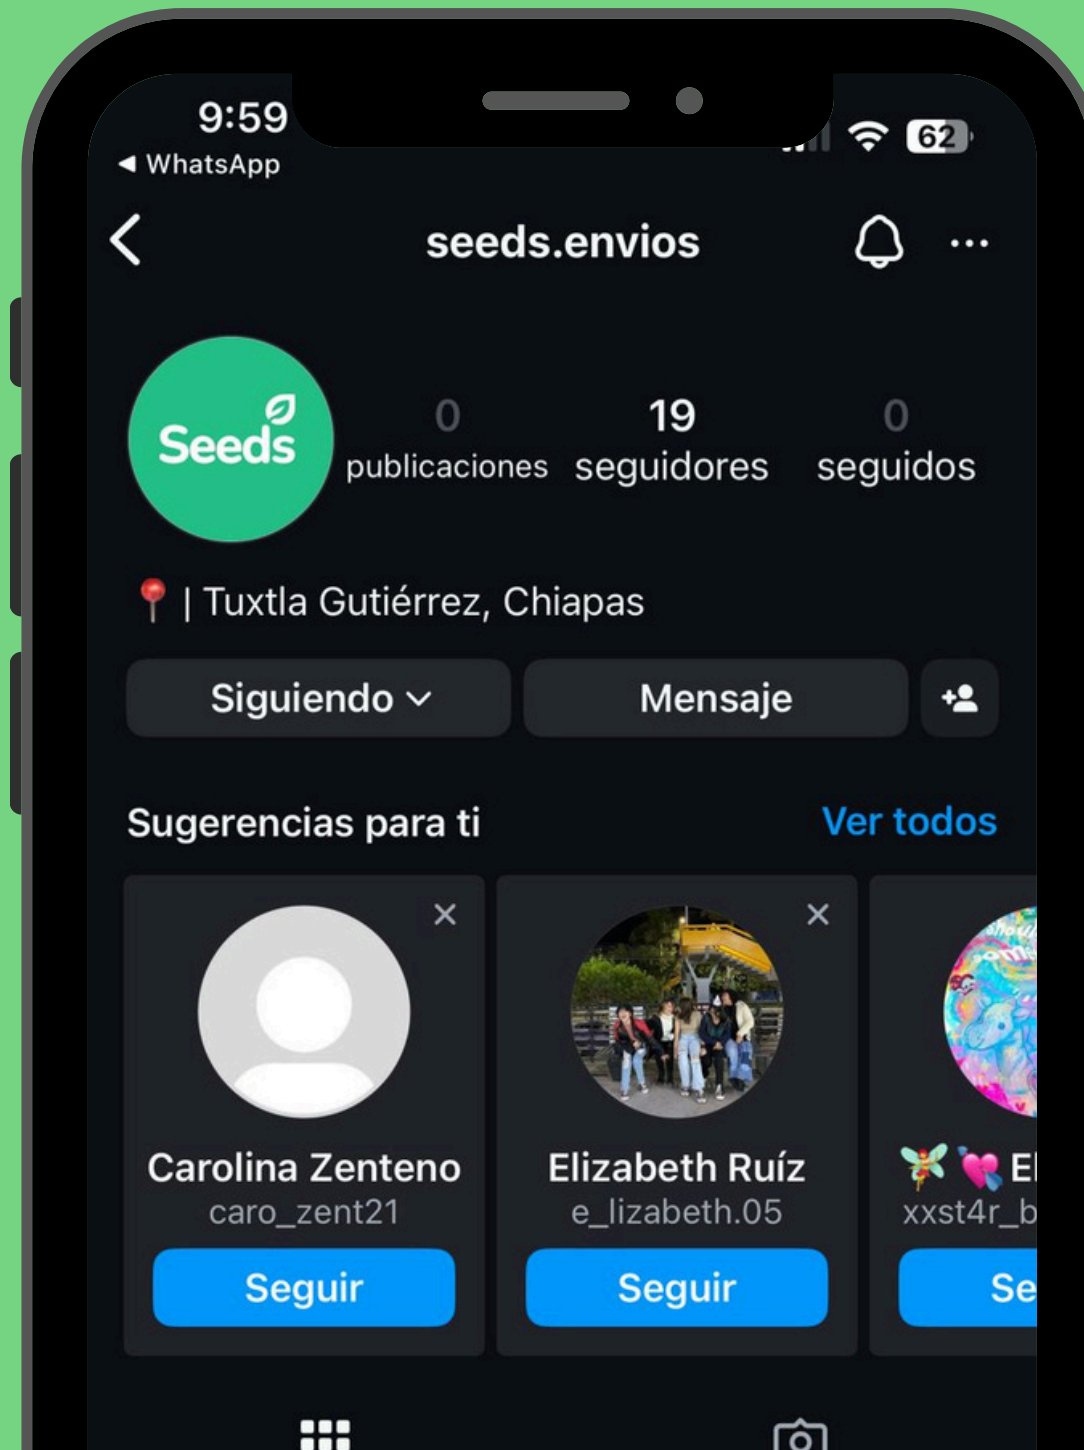 9:59
62
◀ WhatsApp
seeds.envios
Seeds
0 19 0
publicaciones seguidores seguidos
📍 | Tuxtla Gutiérrez, Chiapas
Siguiendo
Mensaje
Sugerencias para ti
Ver todos
Carolina Zenteno
caro_zent21
Seguir
Elizabeth Ruíz
e_lizabeth.05
Seguir